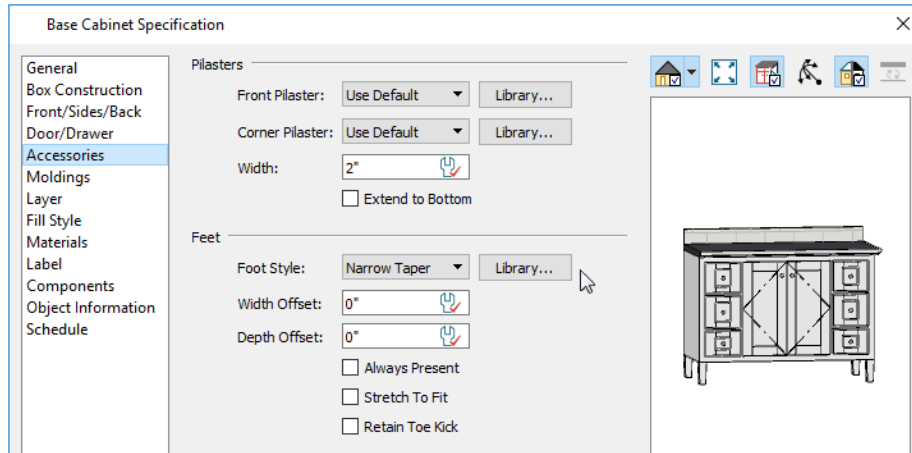 Base Cabinet Specification
General
Box Construction
Front/Sides/Back
Door/Drawer
Accessories
Moldings
Layer
Fill Style
Materials
Label
Components
Object Information
Schedule
Pilasters
Front Pilaster: Use Default Library...
Corner Pilaster: Use Default Library...
Width: 2"
Extend to Bottom
Feet
Foot Style: Narrow Taper Library...
Width Offset: 0"
Depth Offset: 0"
Always Present
Stretch To Fit
Retain Toe Kick